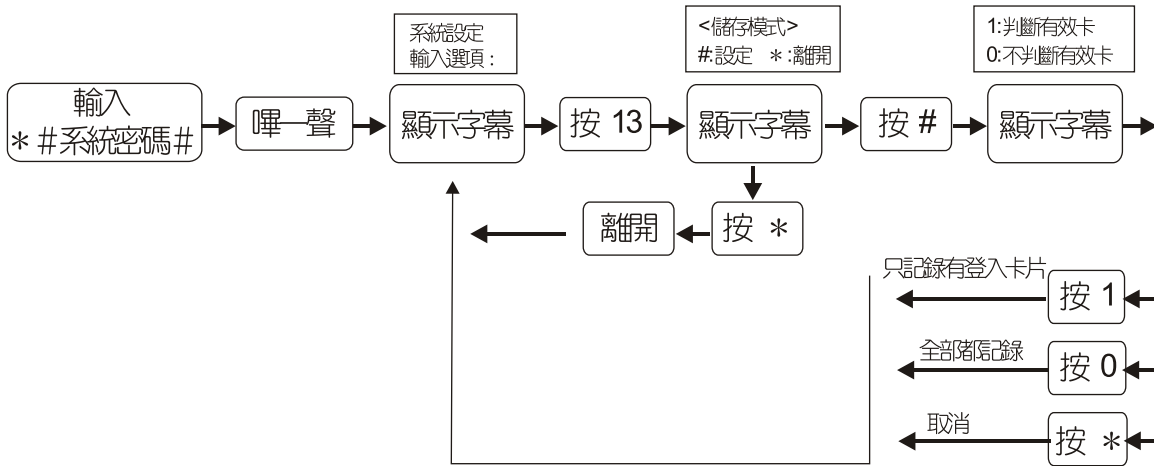 系統設定
輸入選項 :
<儲存模式>
#:設定 ＊:離開
1:判斷有效卡
0:不判斷有效卡
輸入
＊＃系統密碼＃
嗶一聲
顯示字幕
按 13
顯示字幕
按 #
顯示字幕
離開
按 ＊
只記錄有登入卡片
按 1
全部都記錄
按 0
取消
按 ＊